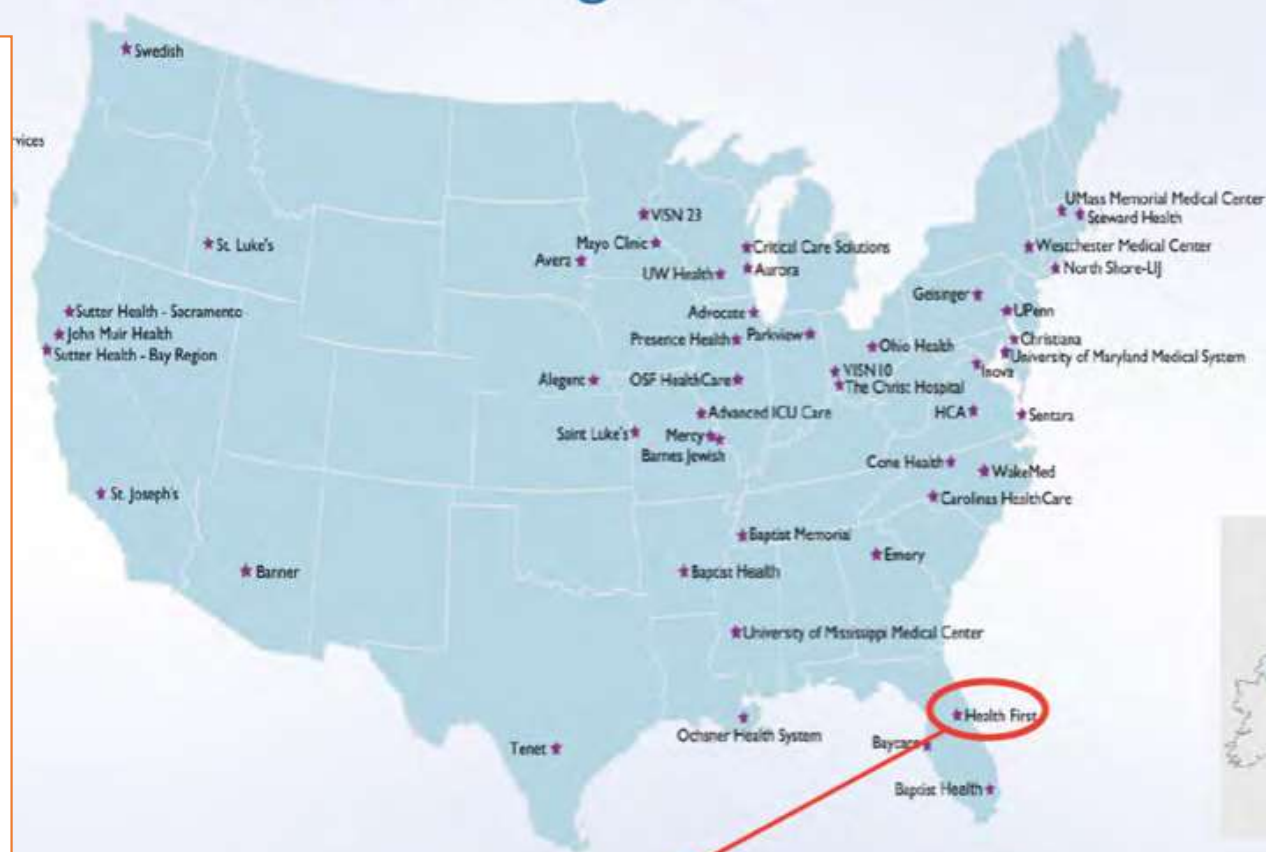 Swedish
vices
UMass Memorial Medical Center
VISN 23
Steward Health
St. Luke's
Mayo Clinic
Critical Care Solutions
Westchester Medical Center
Avera
UW Health
Aurora
North Shore-LIJ
Geisinger
Sutter Health - Sacramento
Advocate
UPenn
John Muir Health
Presence Health
Parkview
Ohio Health
Christiana
Sutter Health - Bay Region
University of Maryland Medical System
VISN10
Inova
Alegent
OSF HealthCare
The Christ Hospital
Advanced ICU Care
HCA
Sentara
Saint Luke's
Mercy
Barnes Jewish
Cone Health
WakeMed
St. Joseph's
Carolinas HealthCare
Baptist Memorial
Emory
Banner
Baptist Health
University of Mississippi Medical Center
Health First
Ochsner Health System
Baycare
Tenet
Baptist Health